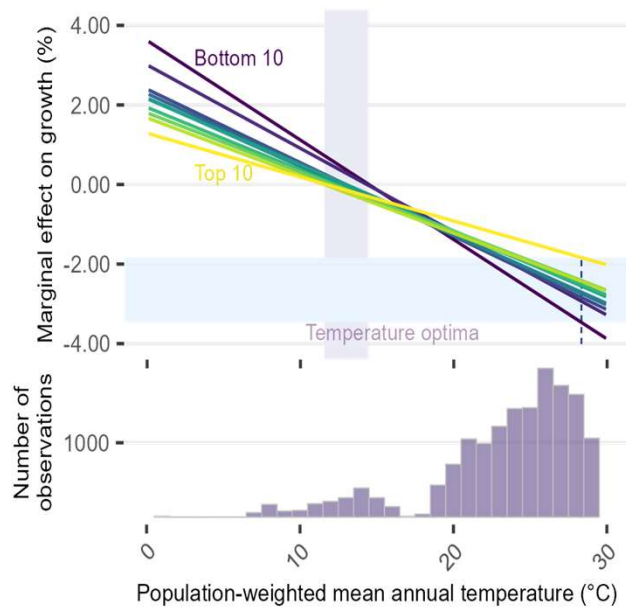 Marginal effect on growth (%)
4.00
2.00
0.00
-2.00
-4.00
Bottom 10
Top 10
Temperature optima
Number of
observations
1000
0
10
20
30
Population-weighted mean annual temperature (°C)